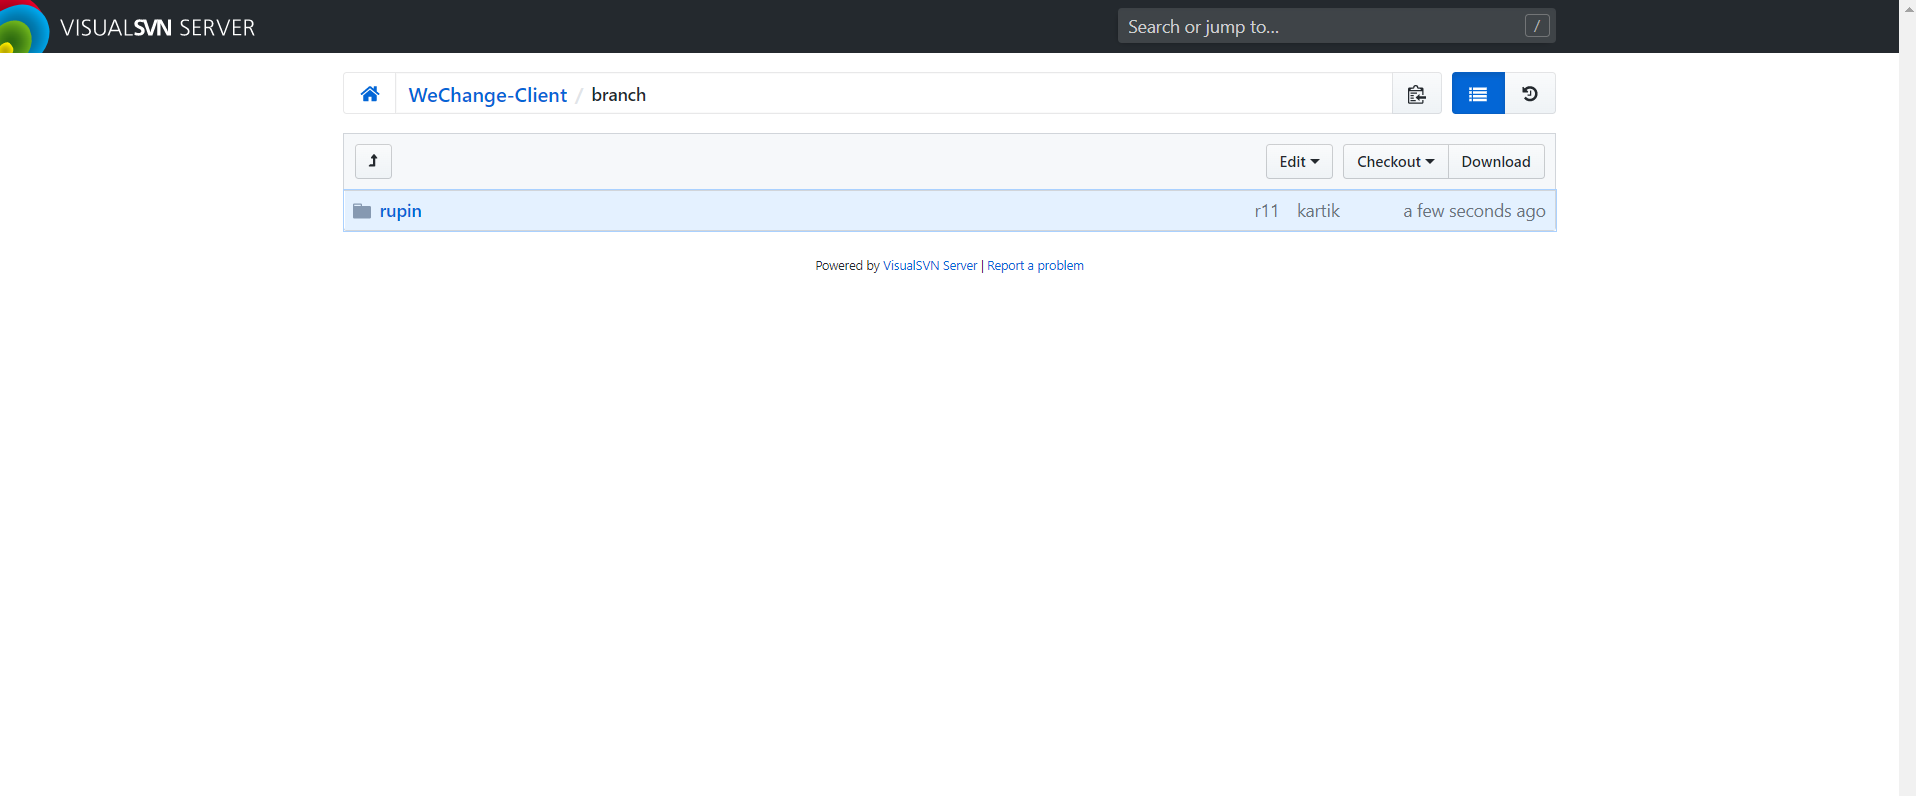 VISUALSVN SERVER
Search or jump to...
/
WeChange-Client / branch
Edit Checkout Download
rupin r11 kartik a few seconds ago
Powered by VisualSVN Server | Report a problem